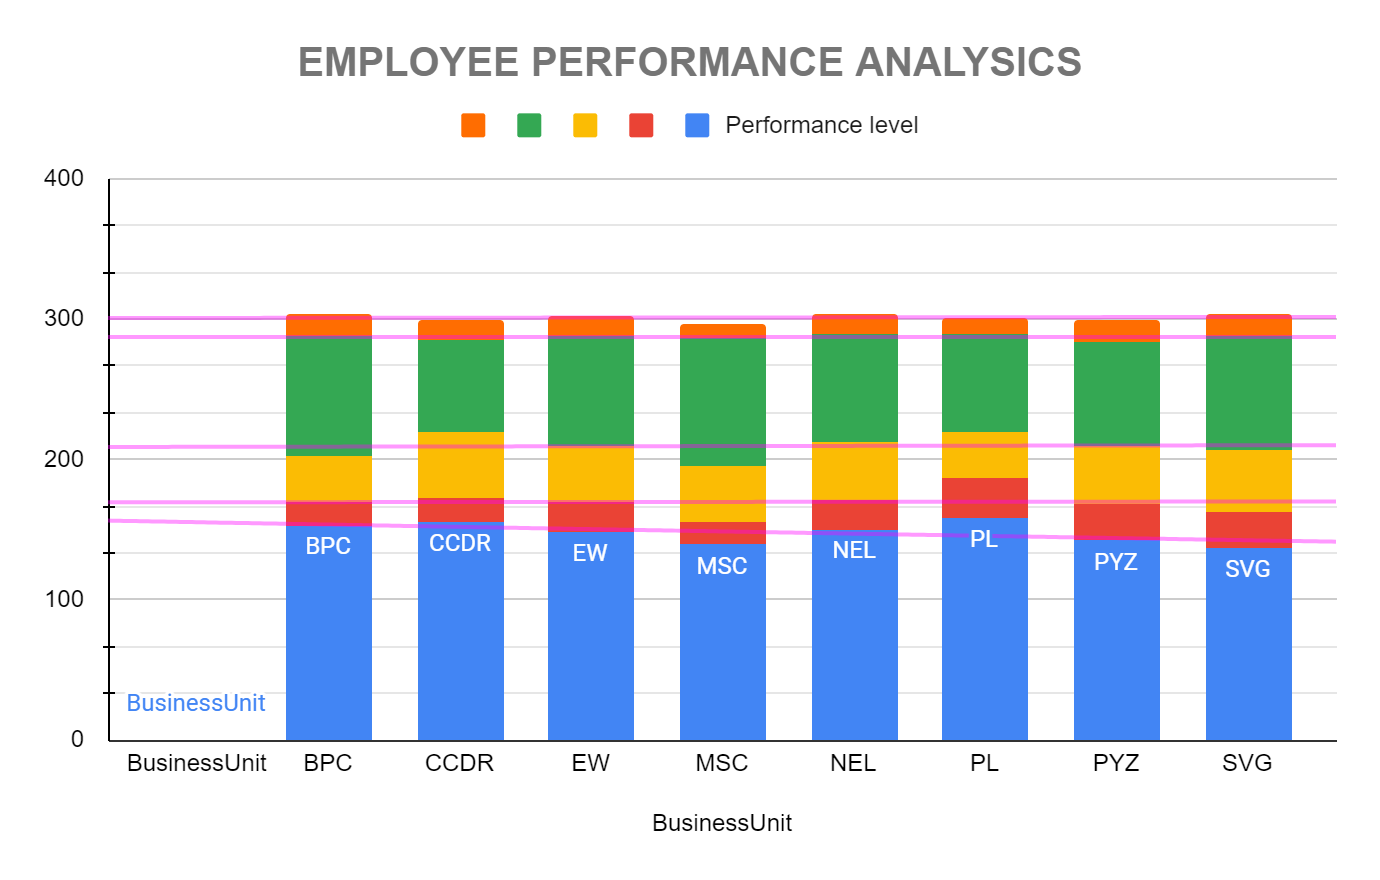 EMPLOYEE PERFORMANCE ANALYSICS
Performance level
400
300
200
100
0
BPC
CCDR
EW
MSC
NEL
PL
PYZ
SVG
BusinessUnit
BusinessUnit BPC CCDR EW MSC NEL PL PYZ SVG
BusinessUnit